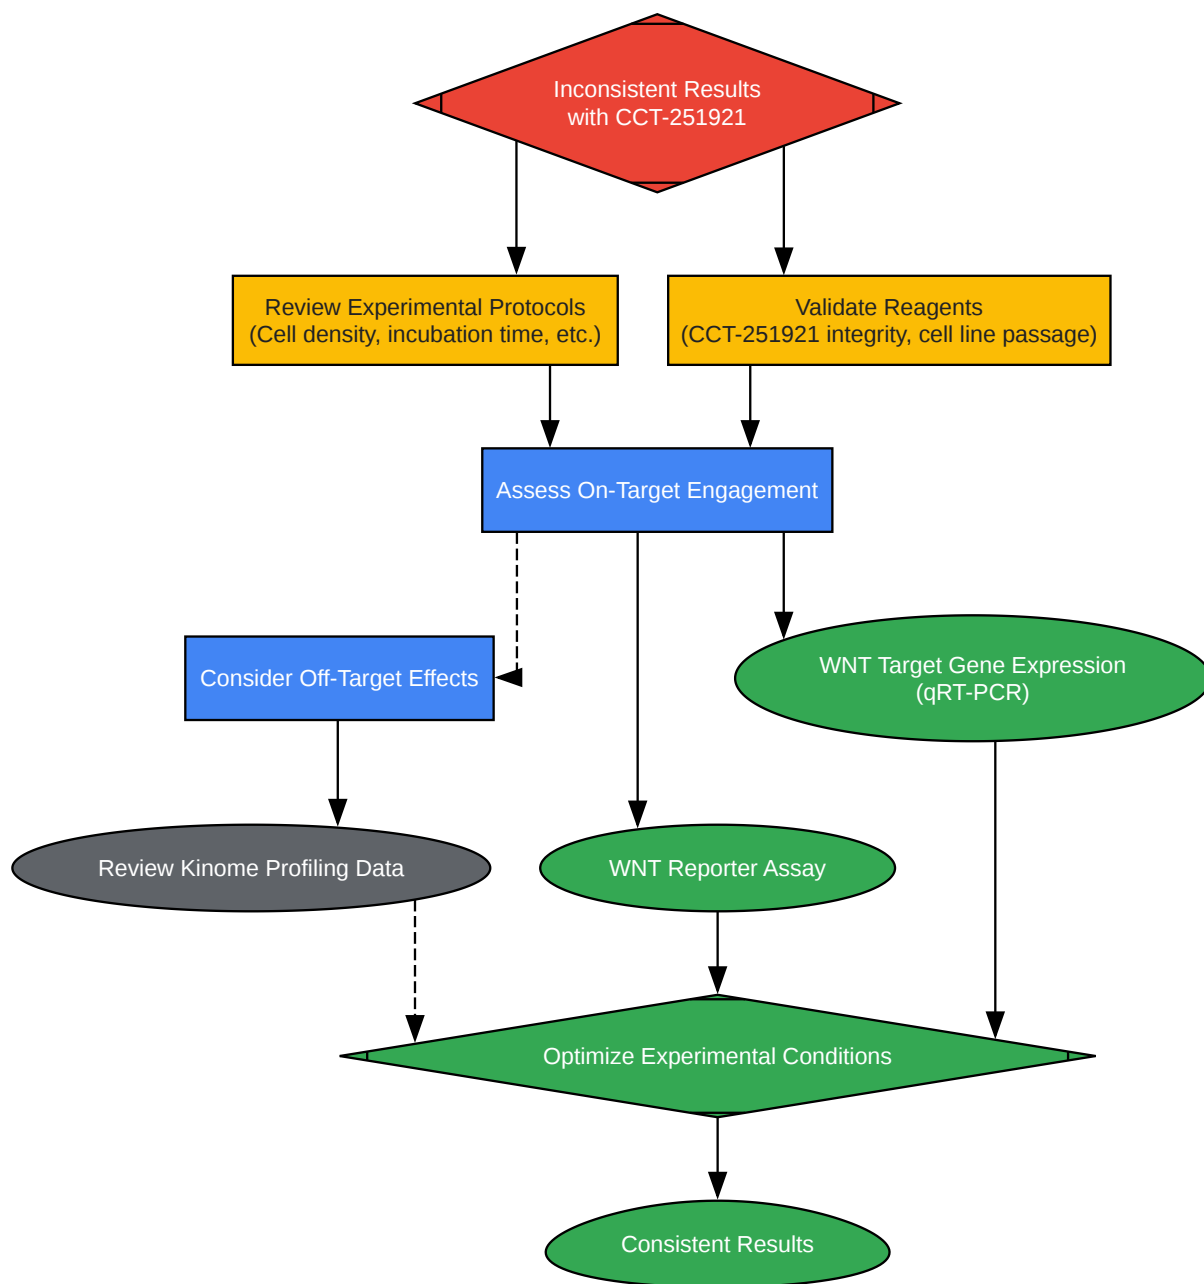 Inconsistent Results
with CCT-251921
Review Experimental Protocols
(Cell density, incubation time, etc.)
Validate Reagents
(CCT-251921 integrity, cell line passage)
Assess On-Target Engagement
Consider Off-Target Effects
WNT Target Gene Expression
(qRT-PCR)
Review Kinome Profiling Data
WNT Reporter Assay
Optimize Experimental Conditions
Consistent Results